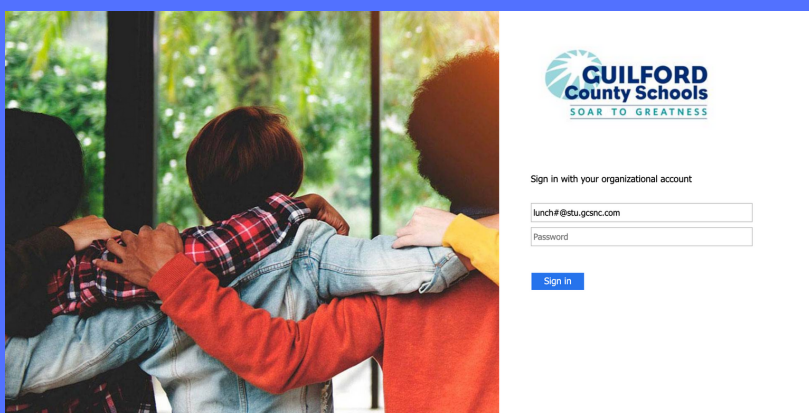 GUILFORD
County Schools
SOAR TO GREATNESS
Sign in with your organizational account
lunch#@stu.gcsnc.com
Password
Sign in